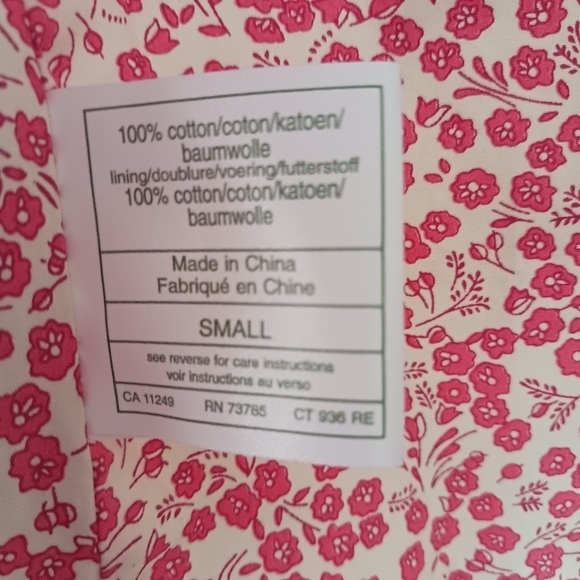 100% cotton/coton/katoen/
baumwolle
lining/doublure/voering/futterstoff
100% cotton/coton/katoen/
baumwolle
Made in China
Fabriqué en Chine
SMALL
see reverse for care instructions
voir instructions au verso
CA 11249 RN 73785 CT 936 RE